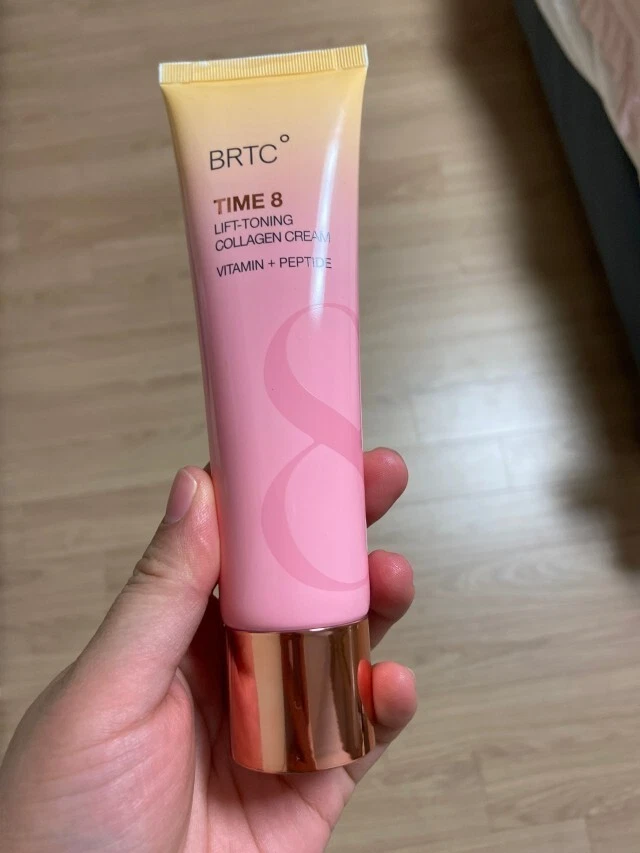 BRTC°
TIME 8
LIFT-TONING
COLLAGEN CREAM
VITAMIN + PEPTIDE
8